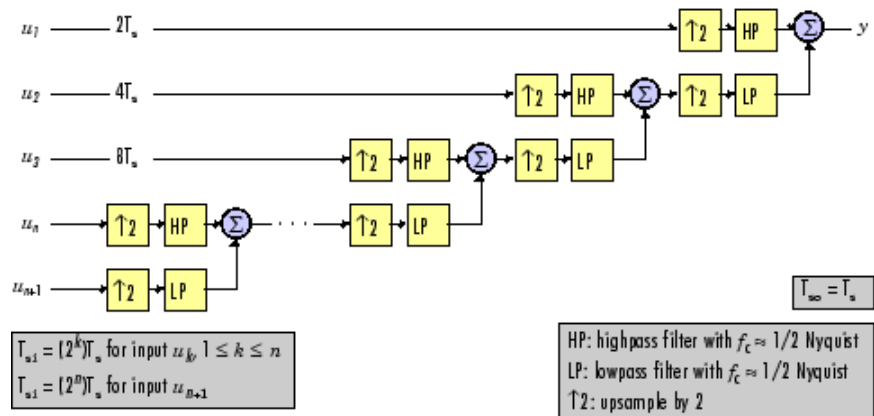 u₁ 2Tₛ ↑2 HP Σ y
u₂ 4Tₛ ↑2 HP Σ ↑2 LP
u₃ 8Tₛ ↑2 HP Σ ↑2 LP
uₙ ↑2 HP Σ · · · · ↑2 LP
uₙ₊₁ ↑2 LP
Tₛₒ = Tₛ
Tₛᵢ = (2ᵏ)Tₛ for input uₖ, 1 ≤ k ≤ n
Tₛᵢ = (2ⁿ)Tₛ for input uₙ₊₁
HP: highpass filter with f_c ≈ 1/2 Nyquist
LP: lowpass filter with f_c ≈ 1/2 Nyquist
↑2: upsample by 2